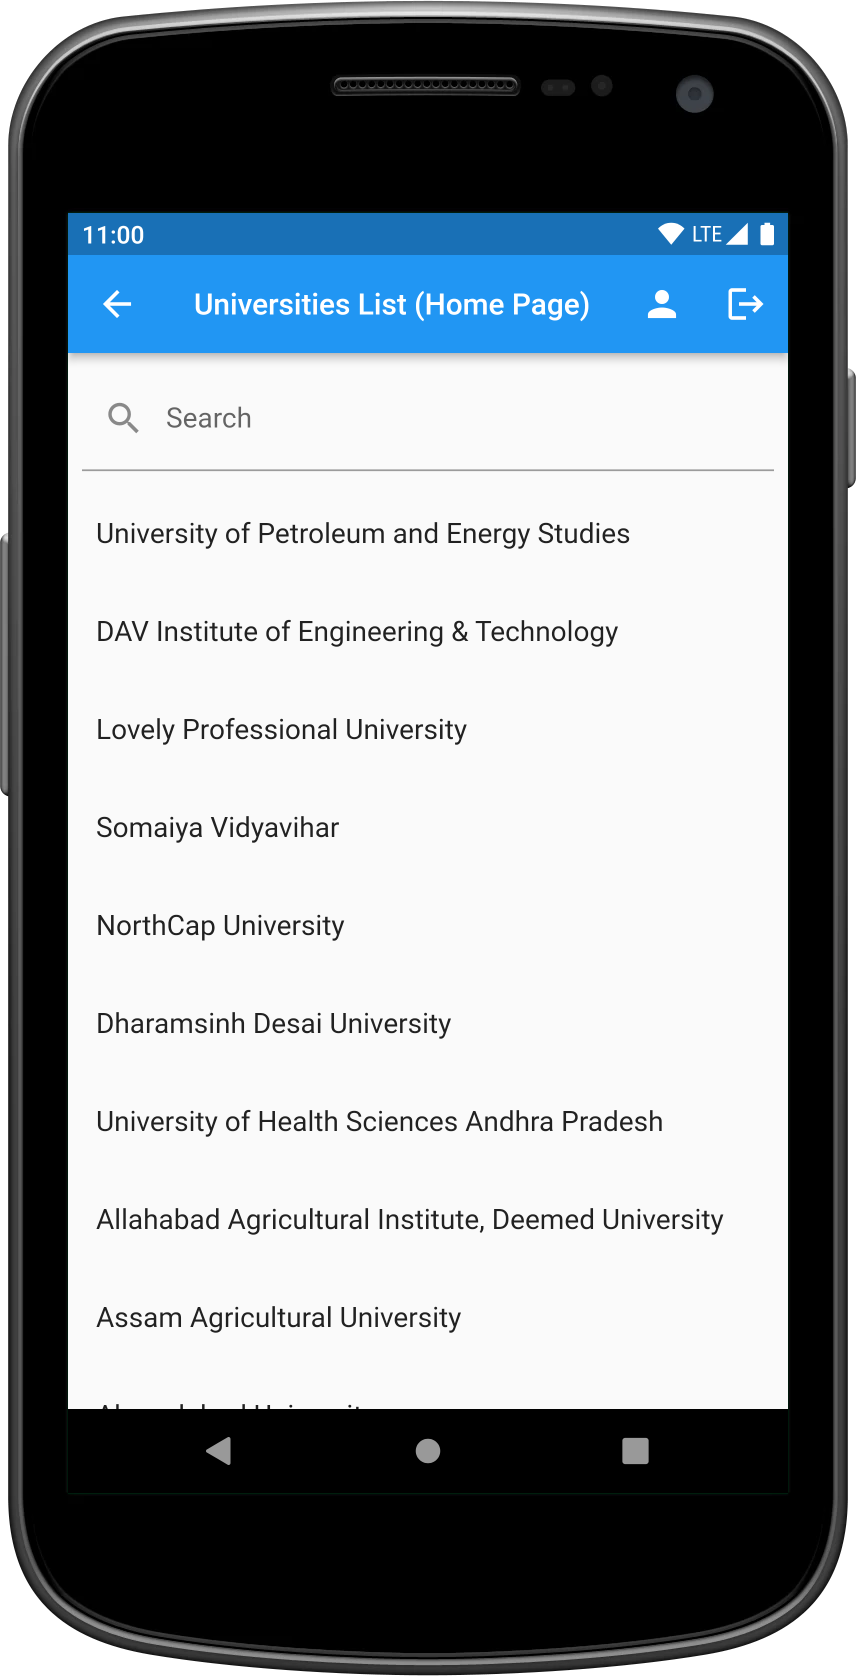 11:00 LTE
Universities List (Home Page)
Search
University of Petroleum and Energy Studies
DAV Institute of Engineering & Technology
Lovely Professional University
Somaiya Vidyavihar
NorthCap University
Dharamsinh Desai University
University of Health Sciences Andhra Pradesh
Allahabad Agricultural Institute, Deemed University
Assam Agricultural University